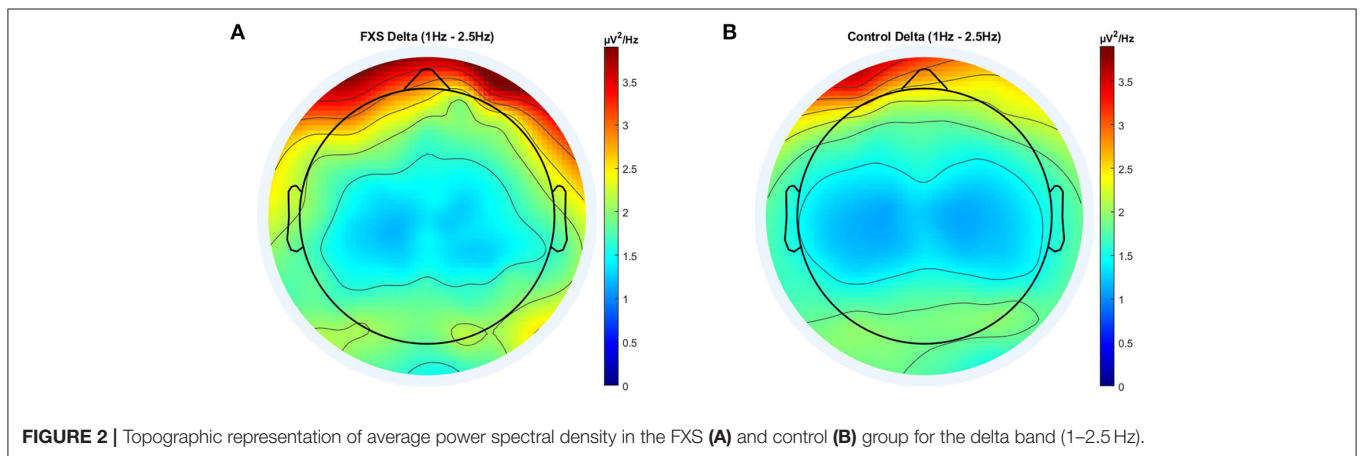 A
FXS Delta (1Hz - 2.5Hz)
µV²/Hz
3.5
3
2.5
2
1.5
1
0.5
0
B
Control Delta (1Hz - 2.5Hz)
µV²/Hz
3.5
3
2.5
2
1.5
1
0.5
0
FIGURE 2 | Topographic representation of average power spectral density in the FXS (A) and control (B) group for the delta band (1–2.5 Hz).